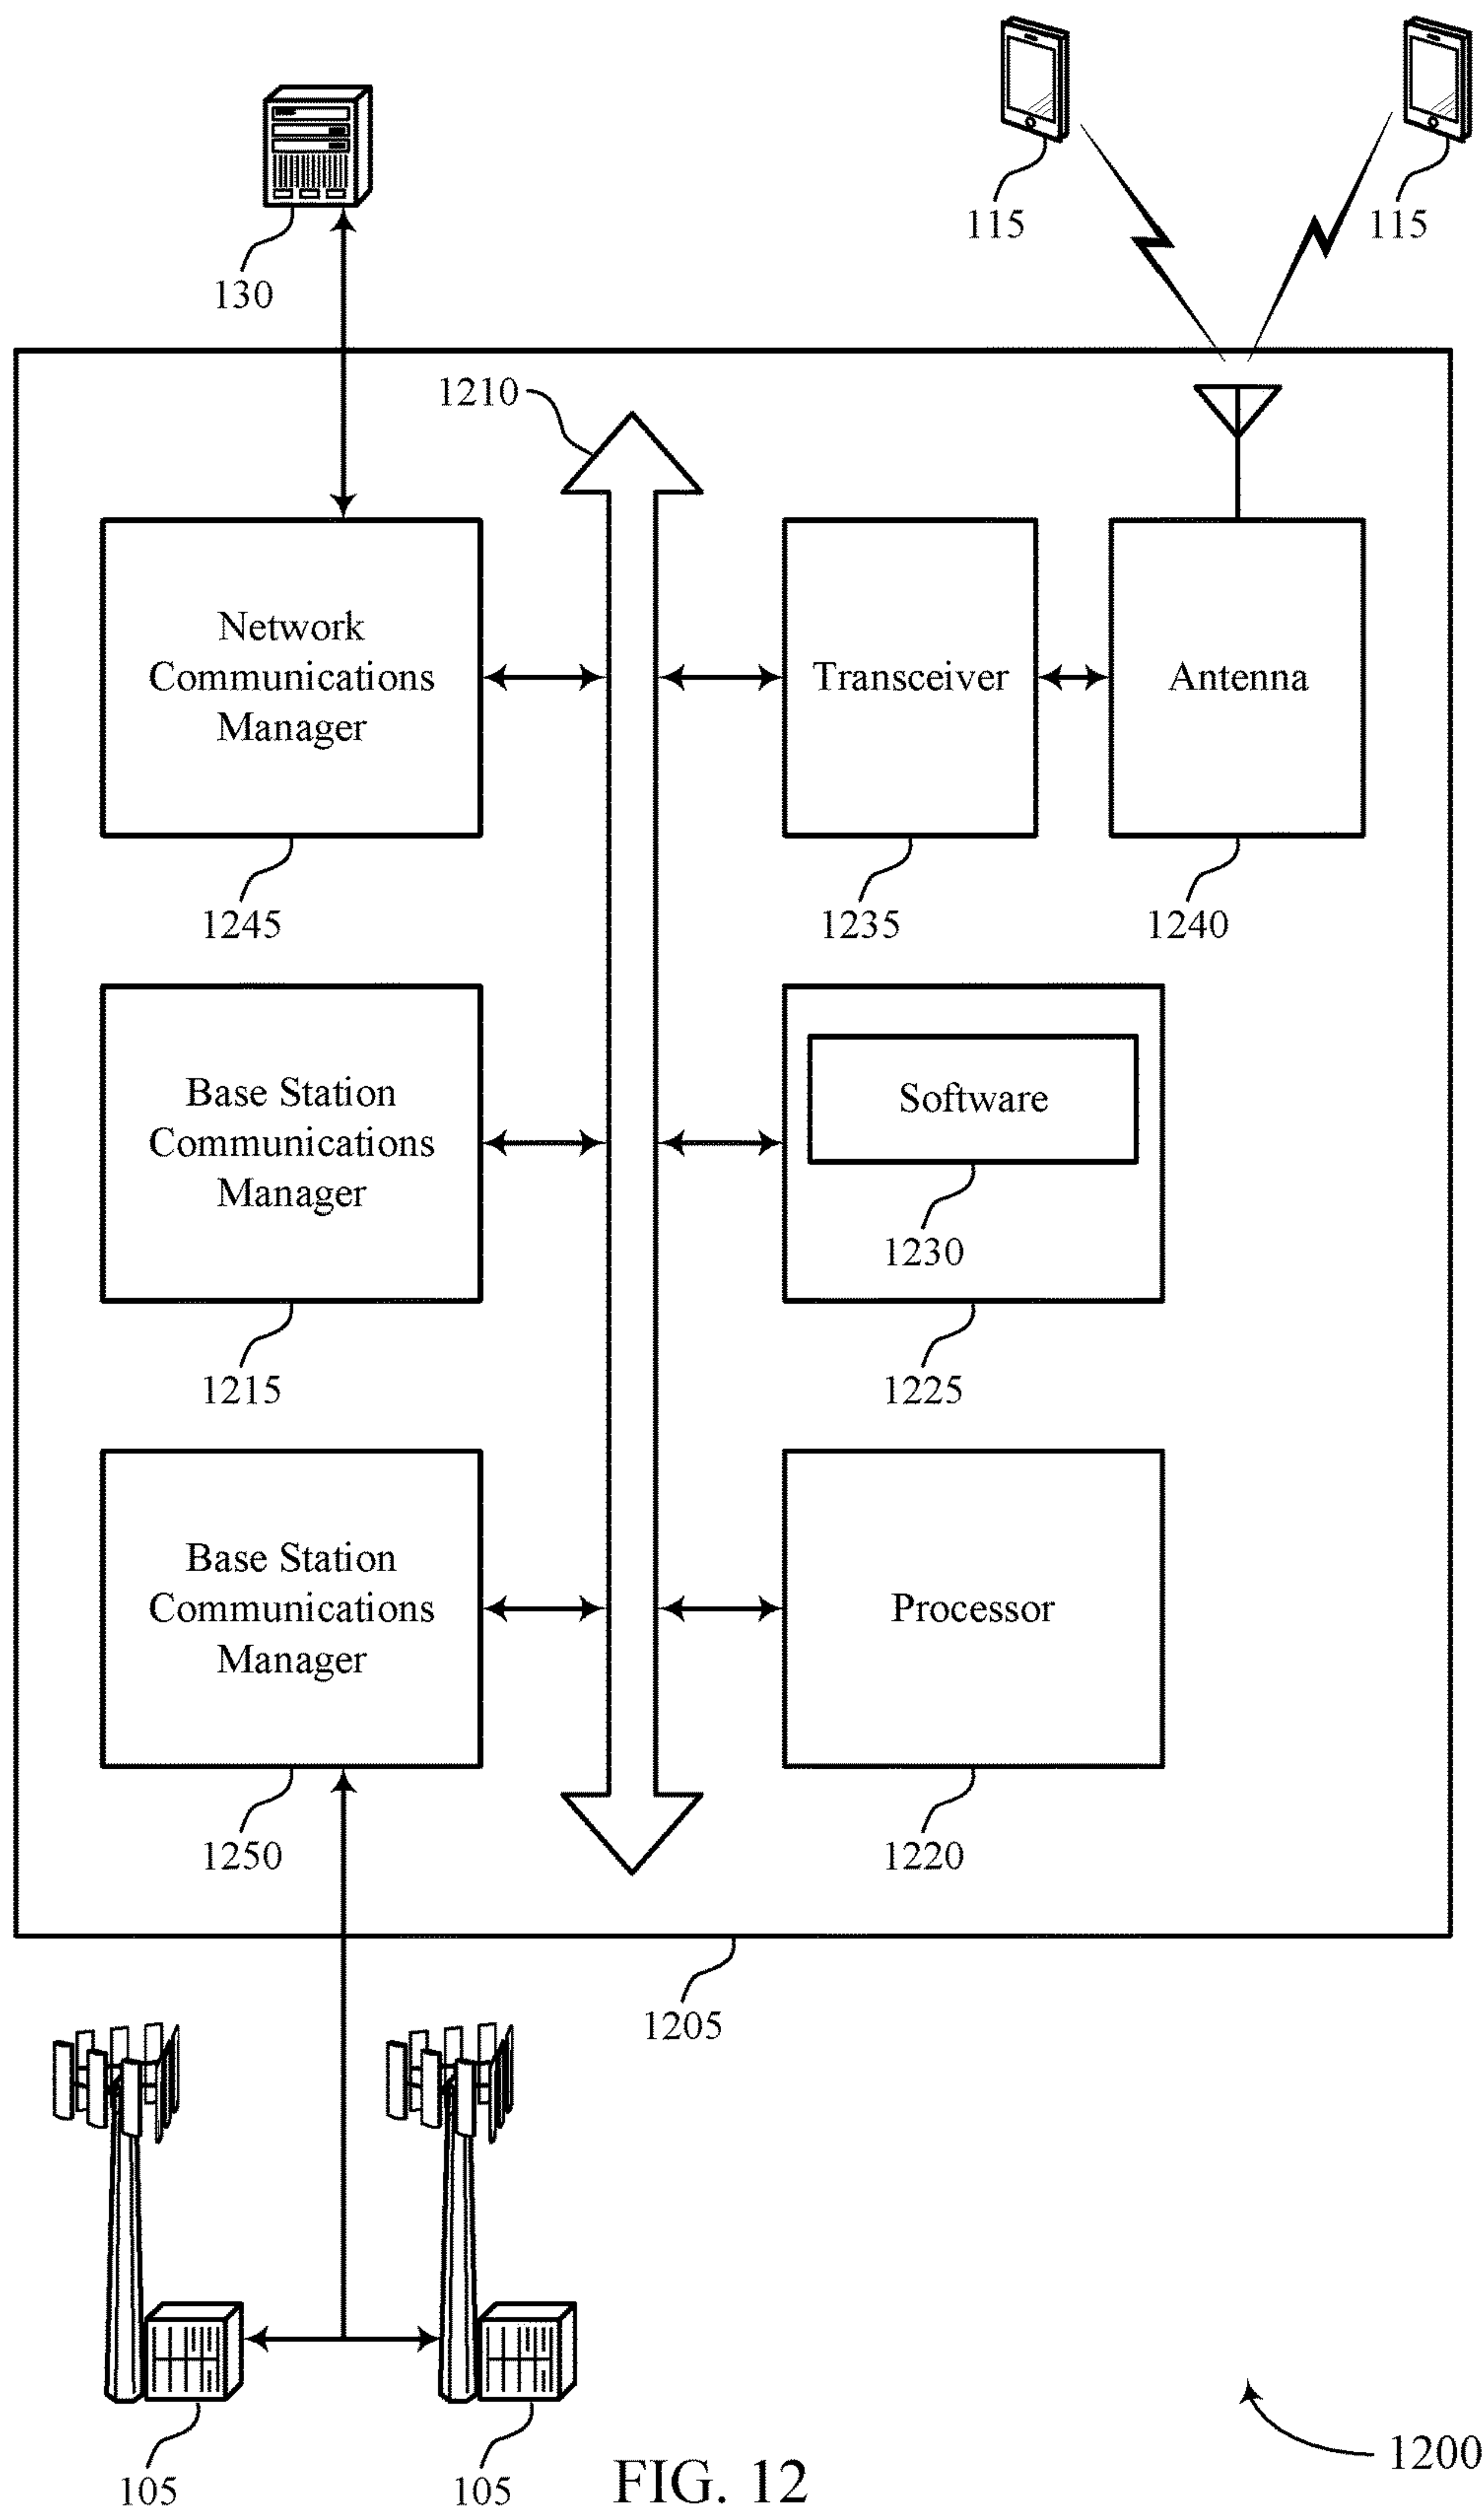 115
115
130
1210
Network
Communications
Manager
Transceiver
Antenna
1245
1235
1240
Base Station
Communications
Manager
Software
1230
1215
1225
Base Station
Communications
Manager
Processor
1250
1220
1205
105
105
FIG. 12
1200